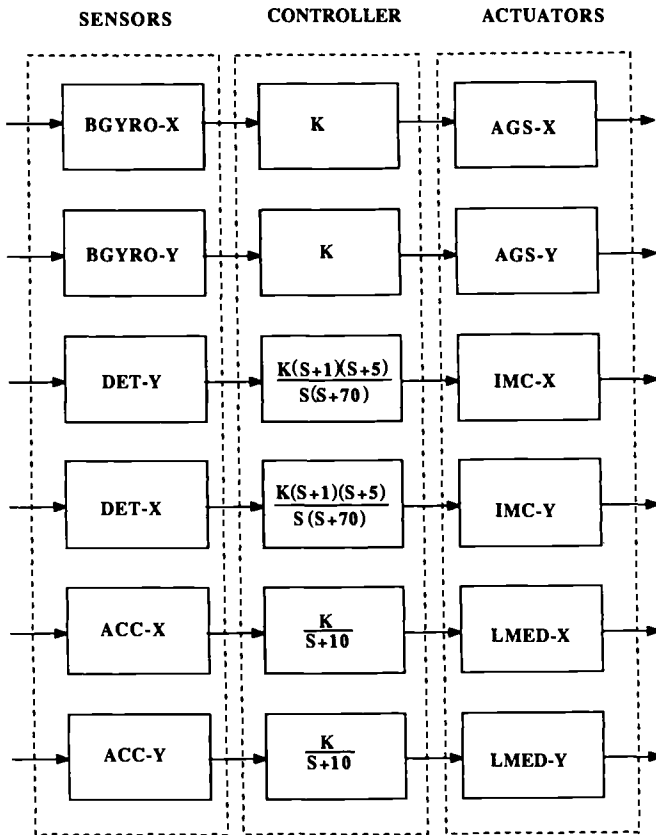 SENSORS CONTROLLER ACTUATORS
BGYRO-X K AGS-X
BGYRO-Y K AGS-Y
DET-Y K(S+1)(S+5) IMC-X
S(S+70)
DET-X K(S+1)(S+5) IMC-Y
S(S+70)
ACC-X K LMED-X
S+10
ACC-Y K LMED-Y
S+10